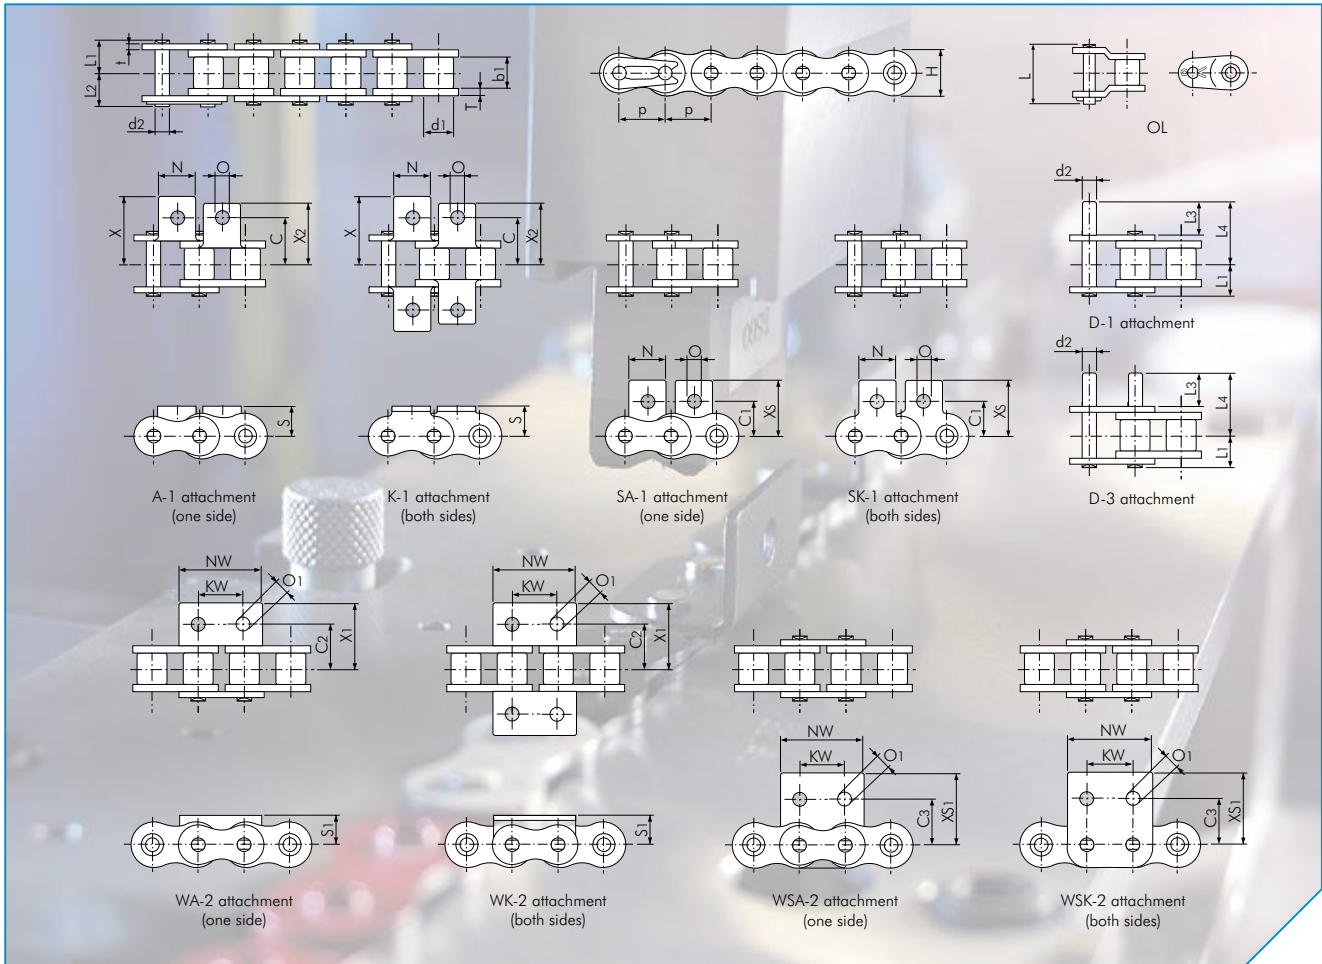 L1
t
L2
d2
b1
T
d1
p
p
H
L
OL
N
O
X
C
X2
N
O
X
C
X2
d2
L3
L4
L1
D-1 attachment
S
A-1 attachment
(one side)
S
K-1 attachment
(both sides)
N
O
C1
XS
SA-1 attachment
(one side)
N
O
C1
XS
SK-1 attachment
(both sides)
d2
L3
L4
L1
D-3 attachment
NW
KW
O1
C2
X1
NW
KW
O1
C2
X1
S1
WA-2 attachment
(one side)
S1
WK-2 attachment
(both sides)
NW
KW
O1
C3
XS1
WSA-2 attachment
(one side)
NW
KW
O1
C3
XS1
WSK-2 attachment
(both sides)